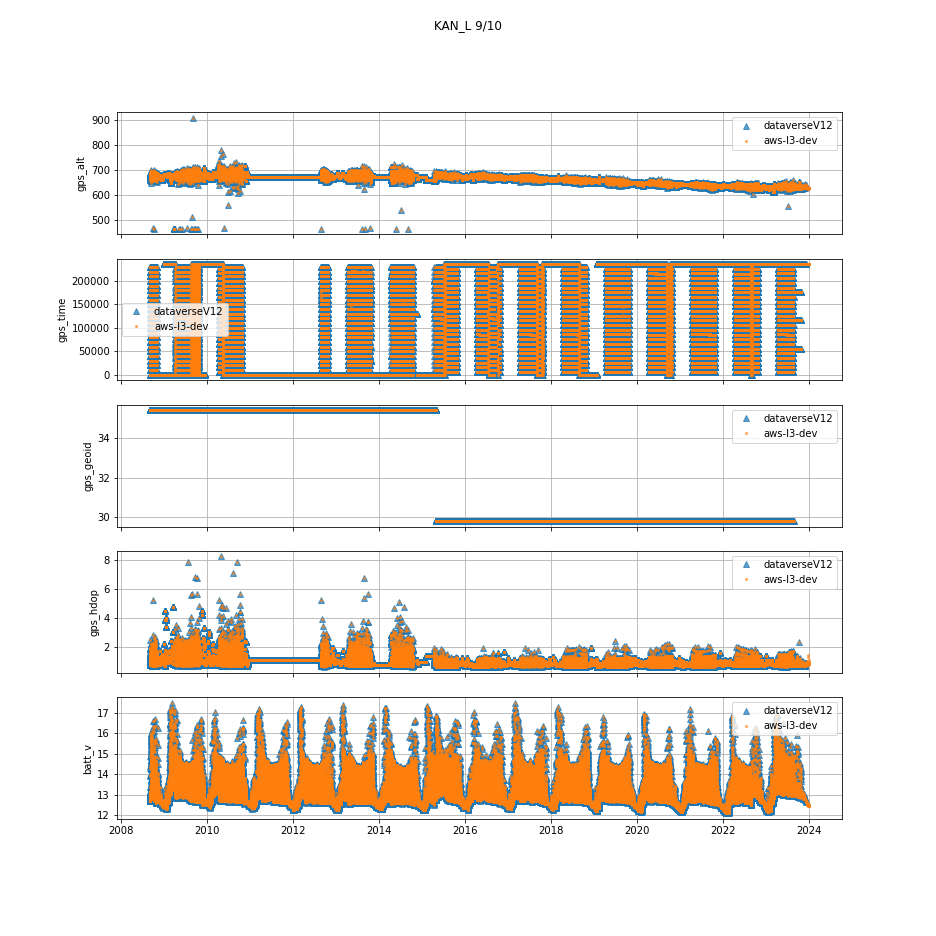 KAN_L 9/10
gps_alt
900
800
700
600
500
dataverseV12
aws-l3-dev
gps_time
200000
150000
100000
50000
0
dataverseV12
aws-l3-dev
gps_geoid
34
32
30
dataverseV12
aws-l3-dev
gps_hdop
8
6
4
2
dataverseV12
aws-l3-dev
batt_v
17
16
15
14
13
12
dataverseV12
aws-l3-dev
2008 2010 2012 2014 2016 2018 2020 2022 2024